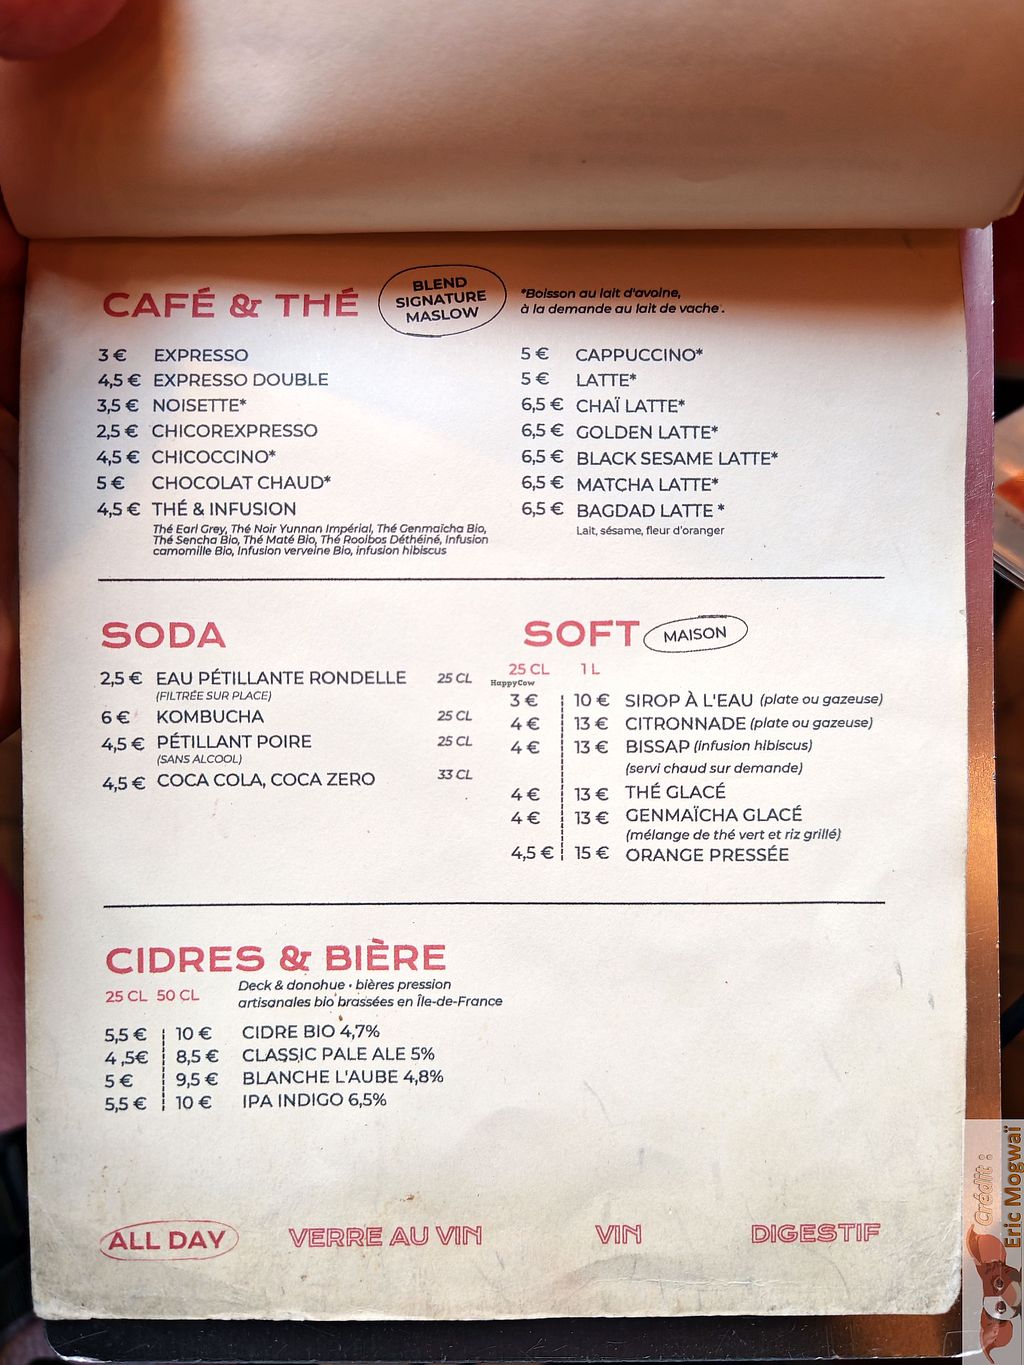 CAFÉ & THÉ
BLEND
SIGNATURE
MASLOW
*Boisson au lait d'avoine,
à la demande au lait de vache.
3 € EXPRESSO
4,5 € EXPRESSO DOUBLE
3,5 € NOISETTE*
2,5 € CHICOREXPRESSO
4,5 € CHICOCCINO*
5 € CHOCOLAT CHAUD*
4,5 € THÉ & INFUSION
Thé Earl Grey, Thé Noir Yunnan Impérial, Thé Genmaïcha Bio,
Thé Sencha Bio, Thé Maté Bio, Thé Rooibos Déthéiné, Infusion
camomille Bio, Infusion verveine Bio, infusion hibiscus
5 € CAPPUCCINO*
5 € LATTE*
6,5 € CHAÏ LATTE*
6,5 € GOLDEN LATTE*
6,5 € BLACK SESAME LATTE*
6,5 € MATCHA LATTE*
6,5 € BAGDAD LATTE *
Lait, sésame, fleur d'oranger
SODA
2,5 € EAU PÉTILLANTE RONDELLE 25 CL
(FILTRÉE SUR PLACE)
6 € KOMBUCHA 25 CL
4,5 € PÉTILLANT POIRE 25 CL
(SANS ALCOOL)
4,5 € COCA COLA, COCA ZERO 33 CL
SOFT
MAISON
25 CL 1 L
HappyCow
3 € 10 € SIROP À L'EAU (plate ou gazeuse)
4 € 13 € CITRONNADE (plate ou gazeuse)
4 € 13 € BISSAP (infusion hibiscus)
(servi chaud sur demande)
4 € 13 € THÉ GLACÉ
4 € 13 € GENMAÏCHA GLACÉ
(mélange de thé vert et riz grillé)
4,5 € 15 € ORANGE PRESSÉE
CIDRES & BIÈRE
25 CL 50 CL
Deck & donohue • bières pression
artisanales bio brassées en Île-de-France
5,5 € 10 € CIDRE BIO 4,7%
4 ,5€ 8,5 € CLASSIC PALE ALE 5%
5 € 9,5 € BLANCHE L'AUBE 4,8%
5,5 € 10 € IPA INDIGO 6,5%
ALL DAY VERRE AU VIN VIN DIGESTIF
Crédit :
Eric Mogwaï